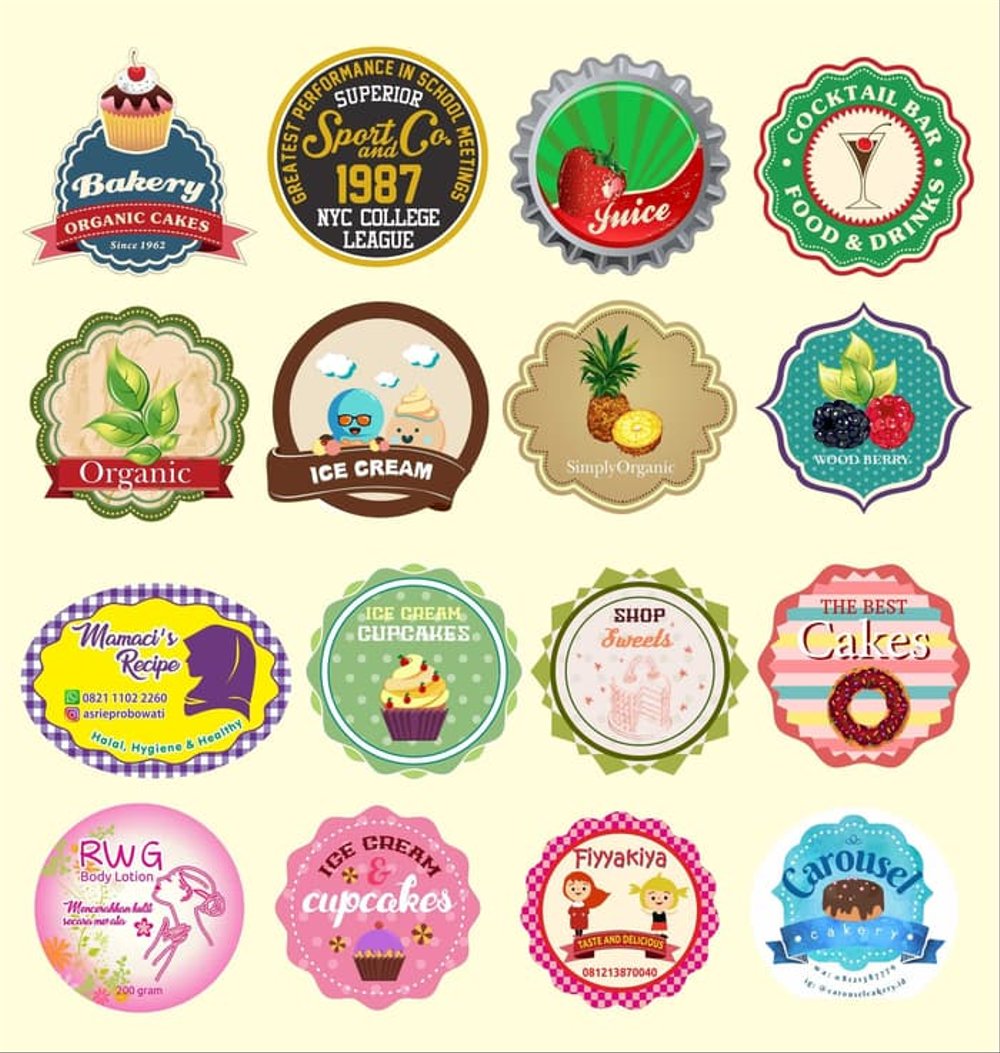 Bakery
ORGANIC CAKES
Since 1962
GREATEST PERFORMANCE IN SCHOOL MEETINGS
SUPERIOR
Sport and Co.
1987
NYC COLLEGE
LEAGUE
Juice
COCKTAIL BAR
FOOD & DRINKS
Organic
ICE CREAM
SimplyOrganic
WOOD BERRY
Mamaci's
Recipe
0821 1102 2260
asrieprobowati
Halal, Hygiene & Healthy
ICE CREAM
CUPCAKES
SHOP
Sweets
THE BEST
Cakes
RWG
Body Lotion
Mencerahkan kulit
secara merata
200 gram
ICE CREAM
&
cupcakes
Fiyyakiya
TASTE AND DELICIOUS
081213870040
Carousel
cakery
IG: @carouselcakery.id